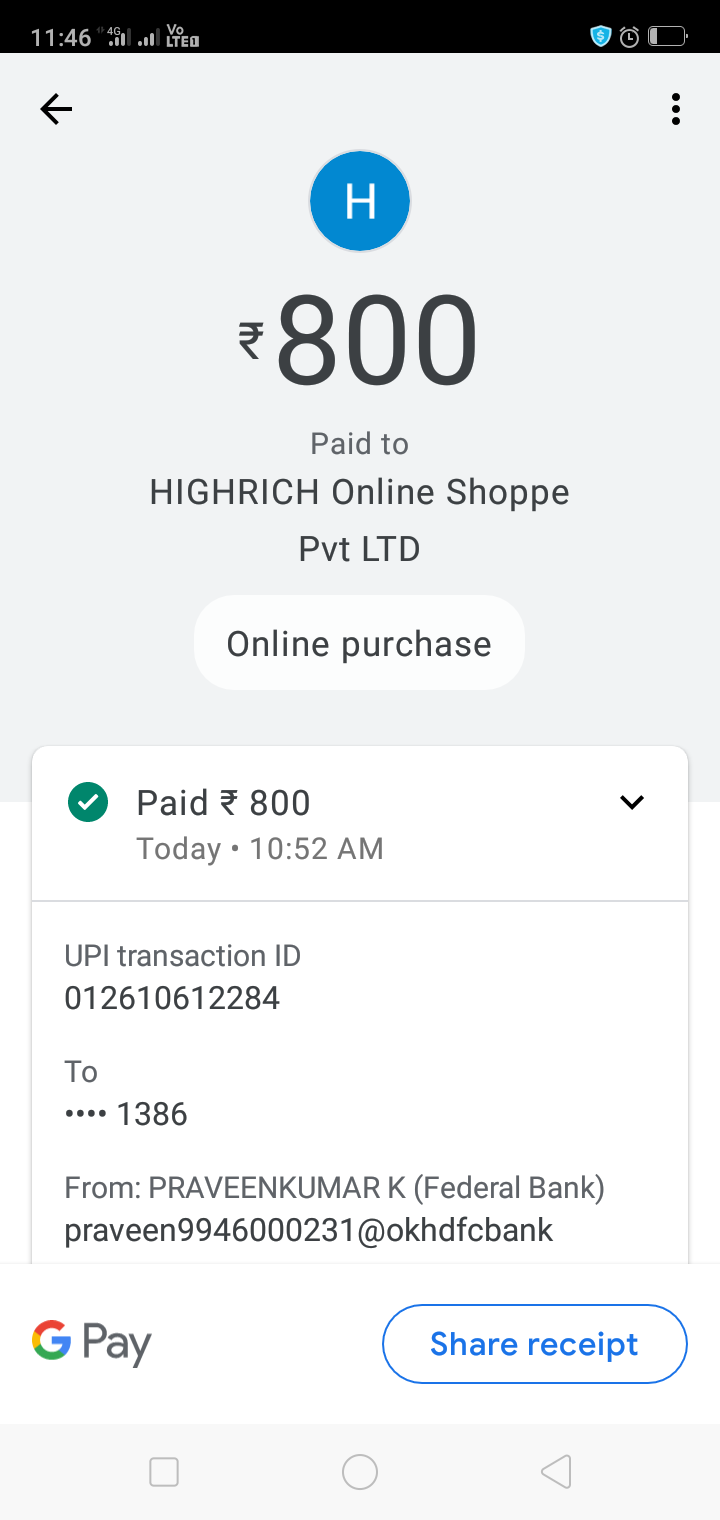 11:46 4G Vo LTE1
H
₹800
Paid to
HIGHRICH Online Shoppe
Pvt LTD
Online purchase
Paid ₹ 800
Today • 10:52 AM
UPI transaction ID
012610612284
To
•••• 1386
From: PRAVEENKUMAR K (Federal Bank)
praveen9946000231@okhdfcbank
G Pay
Share receipt